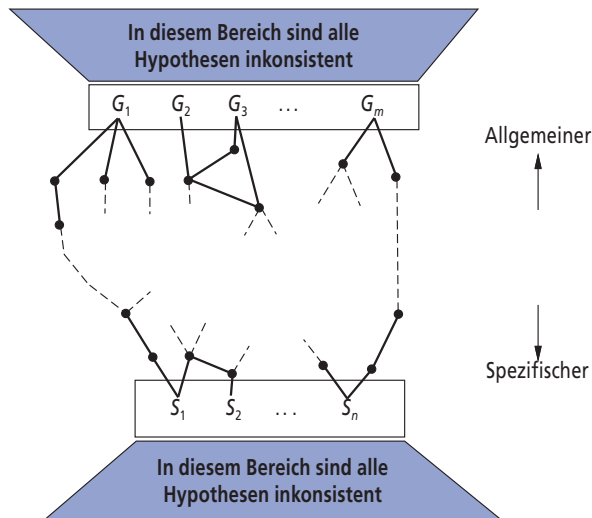 In diesem Bereich sind alle
Hypothesen inkonsistent
G₁ G₂ G₃ ... Gₘ
Allgemeiner
Spezifischer
S₁ S₂ ... Sₙ
In diesem Bereich sind alle
Hypothesen inkonsistent